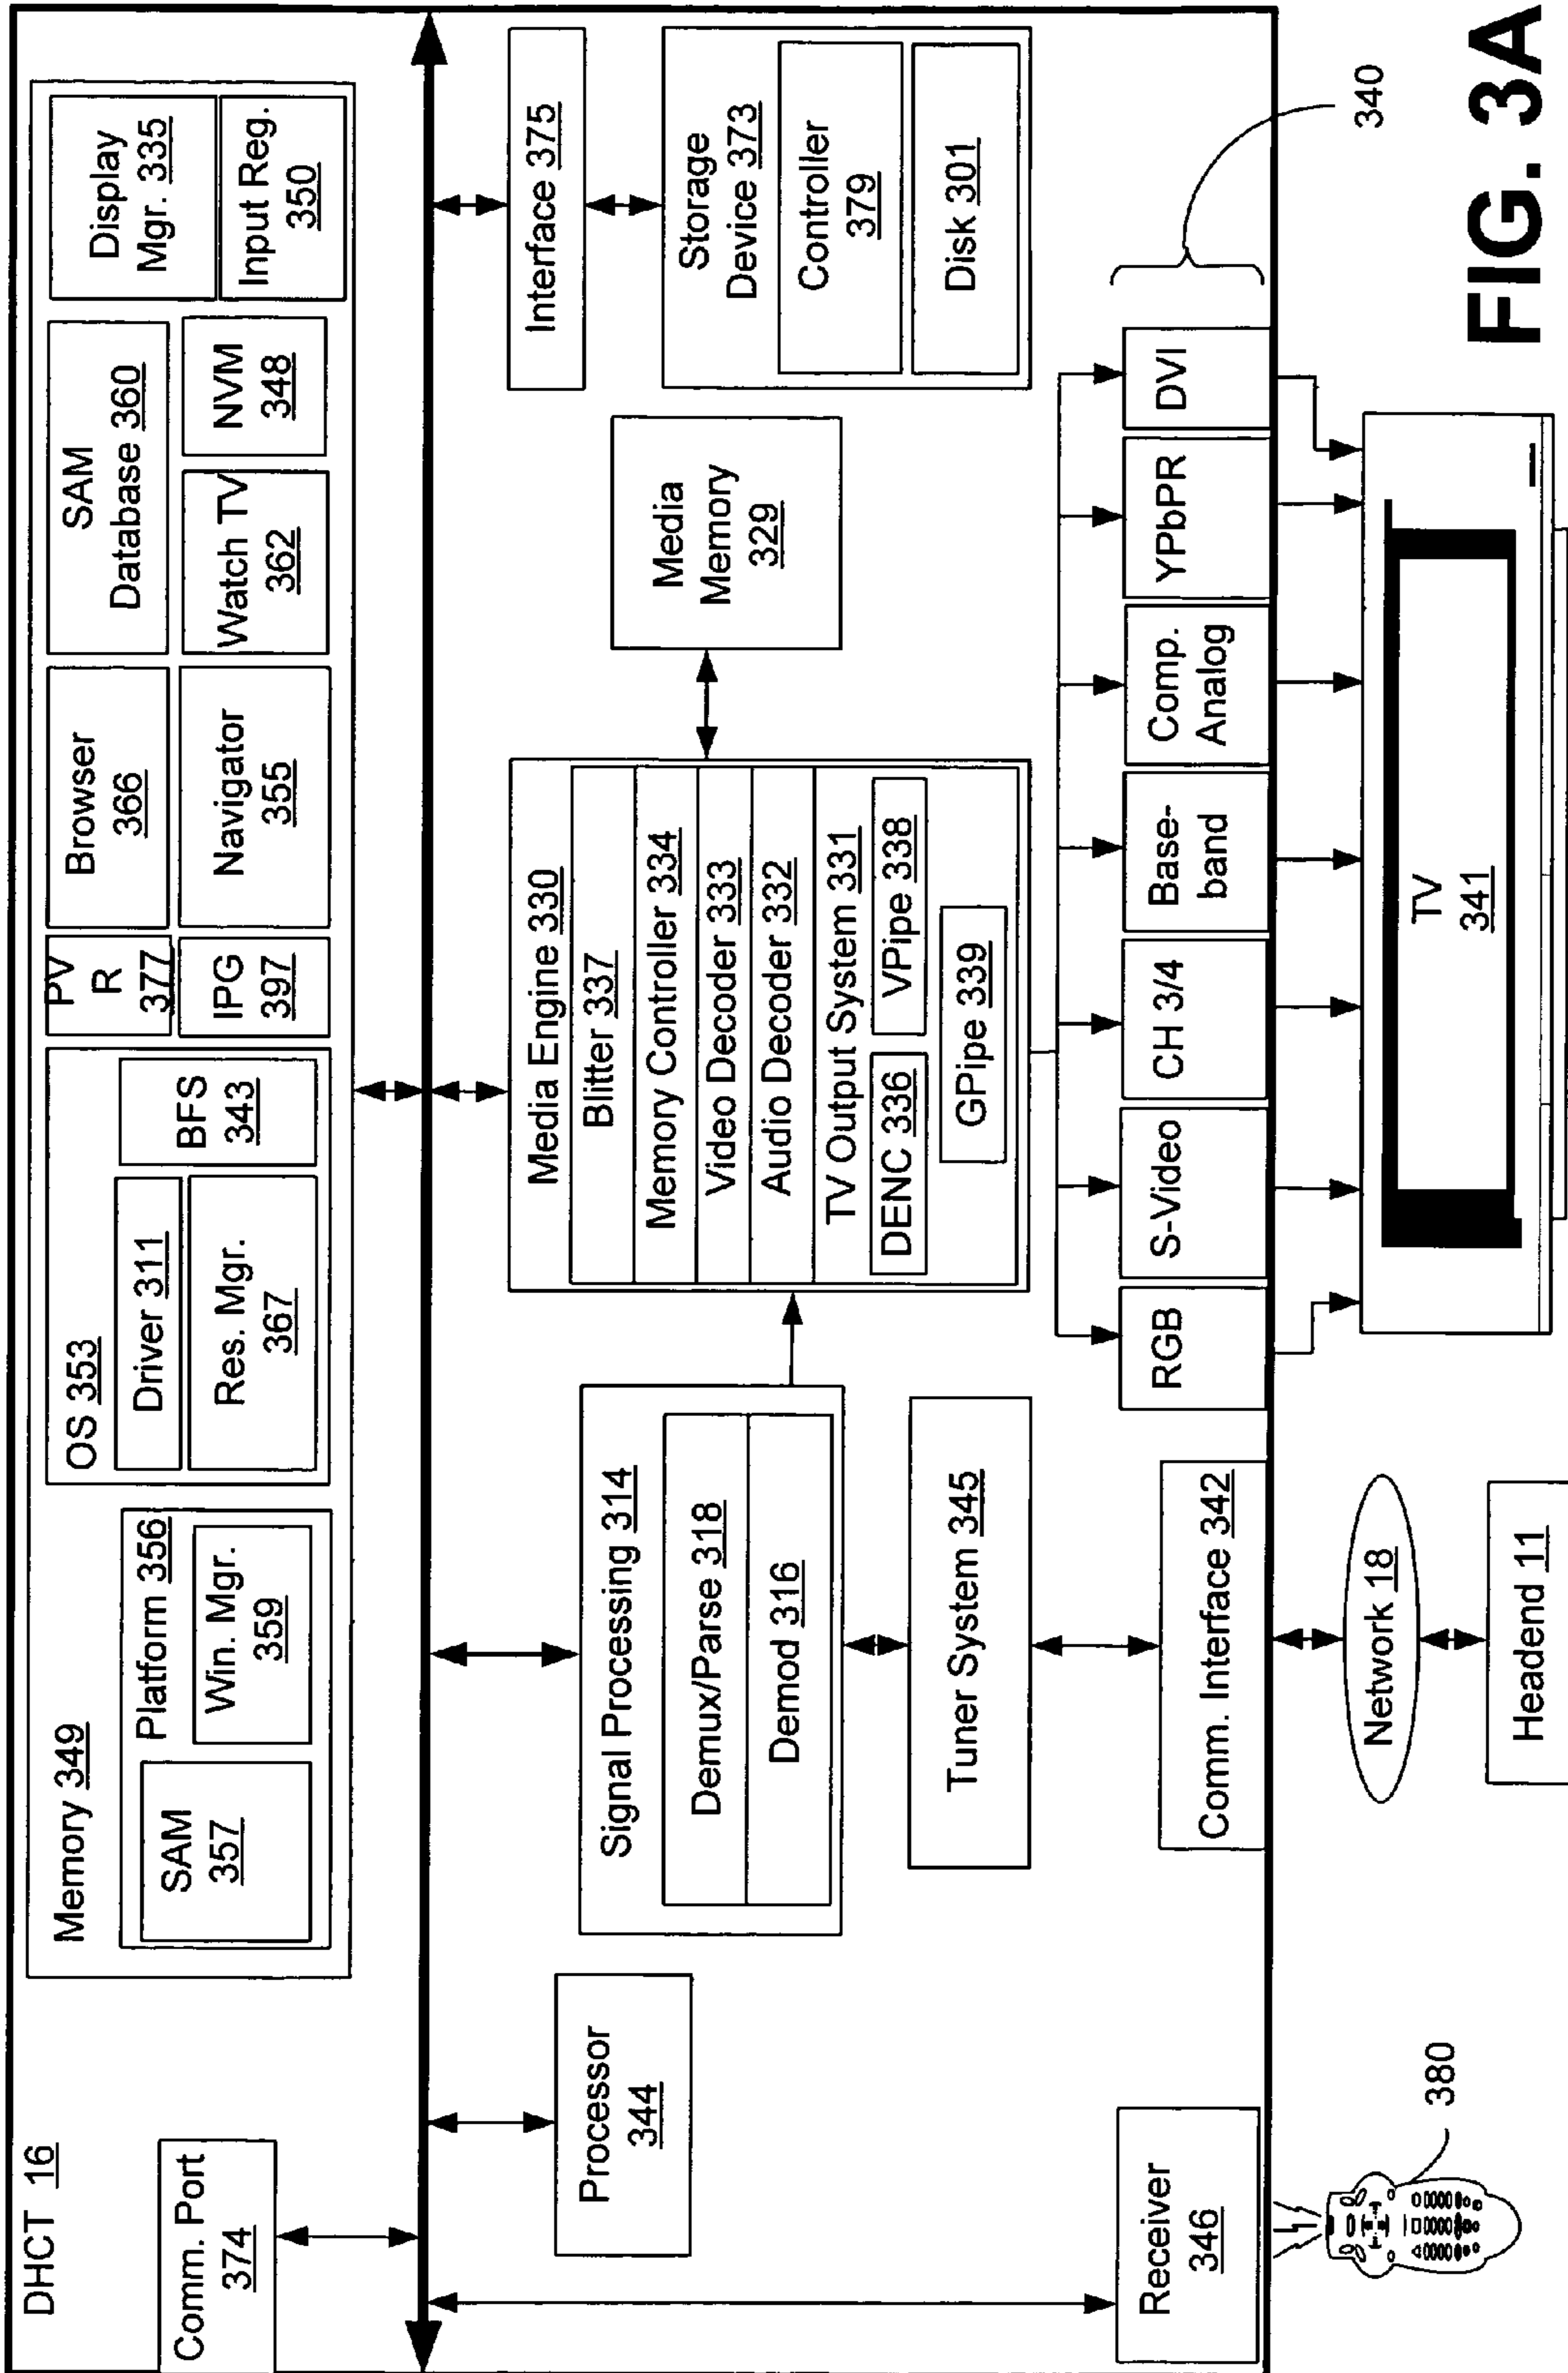 DHCT 16
Comm. Port
374
Memory 349
Platform 356
SAM
357
Win. Mgr.
359
OS 353
Driver 311
Res. Mgr.
367
BFS
343
PV
R
377
IPG
397
Browser
366
Navigator
355
SAM
Database 360
Watch TV
362
NVM
348
Display
Mgr. 335
Input Reg.
350
Processor
344
Signal Processing 314
Demux/Parse 318
Demod 316
Tuner System 345
Media Engine 330
Blitter 337
Memory Controller 334
Video Decoder 333
Audio Decoder 332
TV Output System 331
DENC 336
VPipe 338
GPipe 339
Media
Memory
329
Interface 375
Storage
Device 373
Controller
379
Disk 301
Receiver
346
Comm. Interface 342
RGB
S-Video
CH 3/4
Base-
band
Comp.
Analog
YPbPR
DVI
340
380
Network 18
Headend 11
TV
341
FIG. 3A